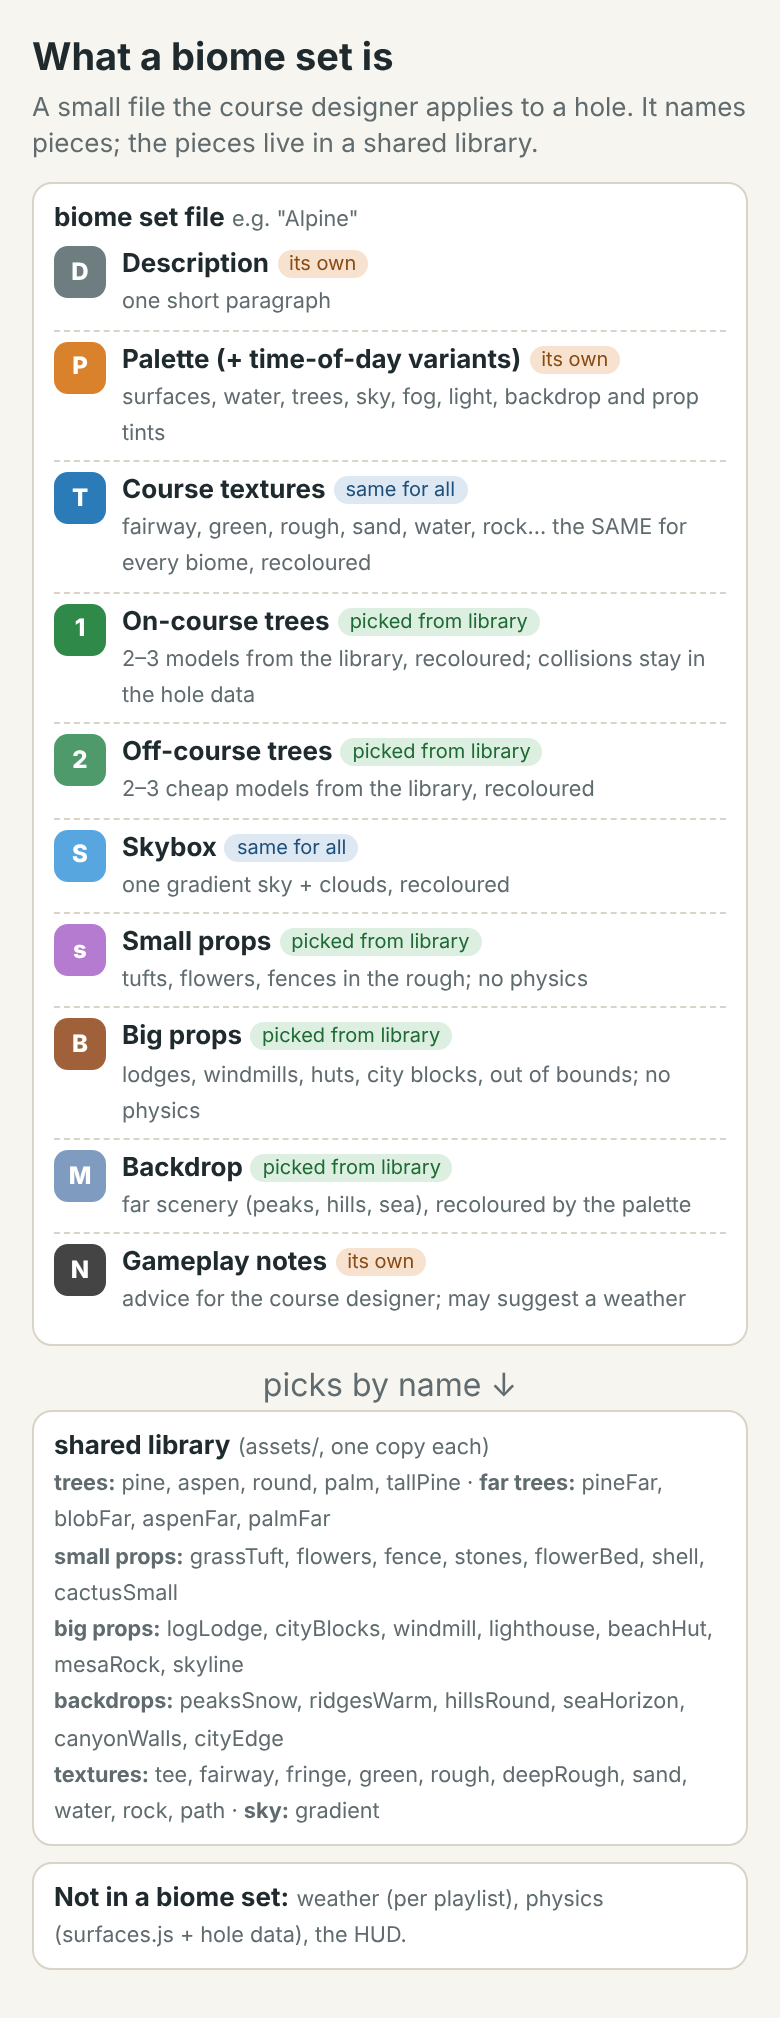 What a biome set is
A small file the course designer applies to a hole. It names
pieces; the pieces live in a shared library.
biome set file e.g. "Alpine"
D
Description its own
one short paragraph
P
Palette (+ time-of-day variants) its own
surfaces, water, trees, sky, fog, light, backdrop and prop
tints
T
Course textures same for all
fairway, green, rough, sand, water, rock... the SAME for
every biome, recoloured
1
On-course trees picked from library
2–3 models from the library, recoloured; collisions stay in
the hole data
2
Off-course trees picked from library
2–3 cheap models from the library, recoloured
S
Skybox same for all
one gradient sky + clouds, recoloured
s
Small props picked from library
tufts, flowers, fences in the rough; no physics
B
Big props picked from library
lodges, windmills, huts, city blocks, out of bounds; no
physics
M
Backdrop picked from library
far scenery (peaks, hills, sea), recoloured by the palette
N
Gameplay notes its own
advice for the course designer; may suggest a weather
picks by name ↓
shared library (assets/, one copy each)
trees: pine, aspen, round, palm, tallPine · far trees: pineFar,
blobFar, aspenFar, palmFar
small props: grassTuft, flowers, fence, stones, flowerBed, shell,
cactusSmall
big props: logLodge, cityBlocks, windmill, lighthouse, beachHut,
mesaRock, skyline
backdrops: peaksSnow, ridgesWarm, hillsRound, seaHorizon,
canyonWalls, cityEdge
textures: tee, fairway, fringe, green, rough, deepRough, sand,
water, rock, path · sky: gradient
Not in a biome set: weather (per playlist), physics
(surfaces.js + hole data), the HUD.